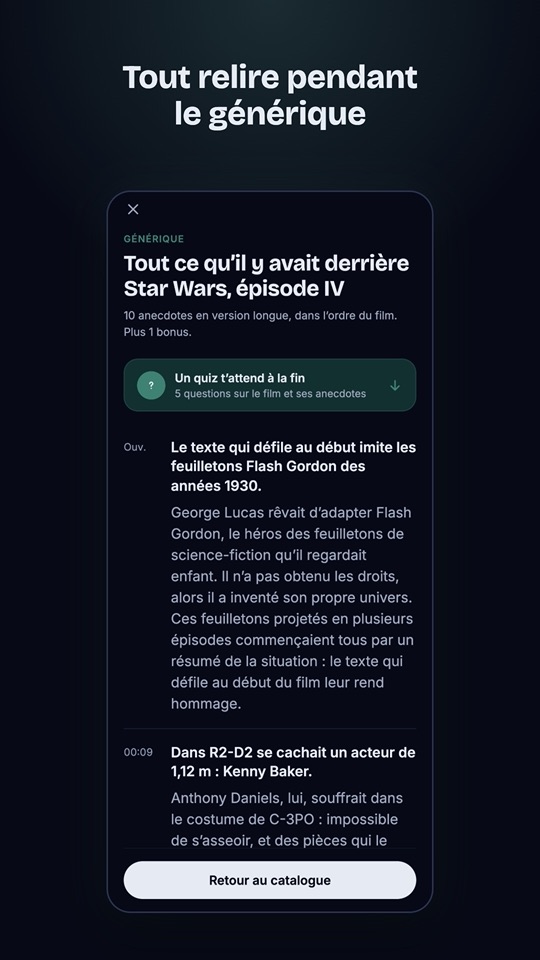 Tout relire pendant
le générique
GÉNÉRIQUE
Tout ce qu’il y avait derrière
Star Wars, épisode IV
10 anecdotes en version longue, dans l’ordre du film.
Plus 1 bonus.
?
Un quiz t’attend à la fin
5 questions sur le film et ses anecdotes
Ouv.
Le texte qui défile au début imite les
feuilletons Flash Gordon des
années 1930.
George Lucas rêvait d’adapter Flash
Gordon, le héros des feuilletons de
science-fiction qu’il regardait
enfant. Il n’a pas obtenu les droits,
alors il a inventé son propre univers.
Ces feuilletons projetés en plusieurs
épisodes commençaient tous par un
résumé de la situation : le texte qui
défile au début du film leur rend
hommage.
00:09
Dans R2-D2 se cachait un acteur de
1,12 m : Kenny Baker.
Anthony Daniels, lui, souffrait dans
le costume de C-3PO : impossible
de s’asseoir, et des pièces qui le
Retour au catalogue